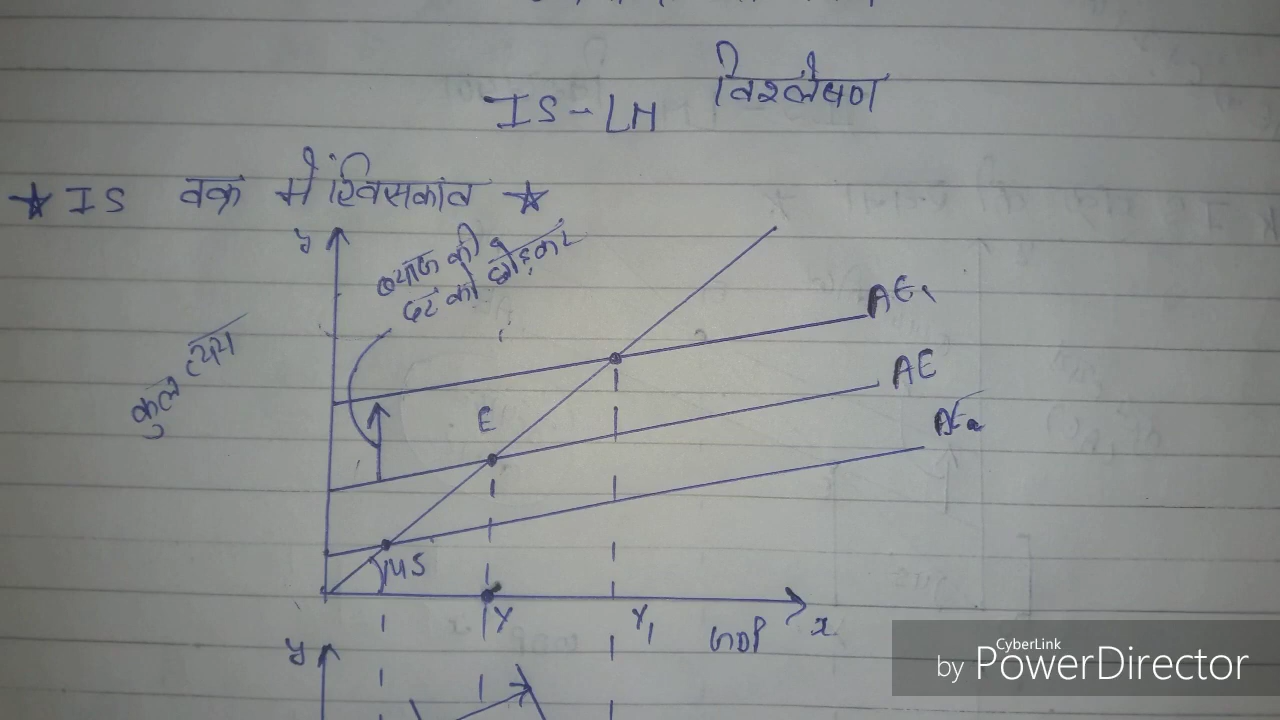 IS-LM विश्लेषण
★ IS वक्र में खिसकाव ★
y
ब्याज की
दर को छोड़कर
कुल व्यय
AE₁
AE
E
AE₂
45
Y
Y₁
GDP
x
y
CyberLink
by PowerDirector